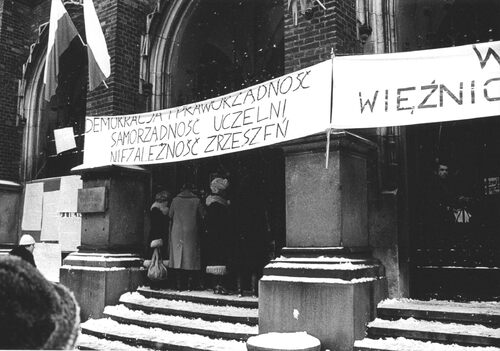 DEMOKRACJA I PRAWORZĄDNOŚĆ
SAMORZĄDNOŚĆ UCZELNI
NIEZALEŻNOŚĆ ZRZESZEŃ
W
WIĘŹNIO